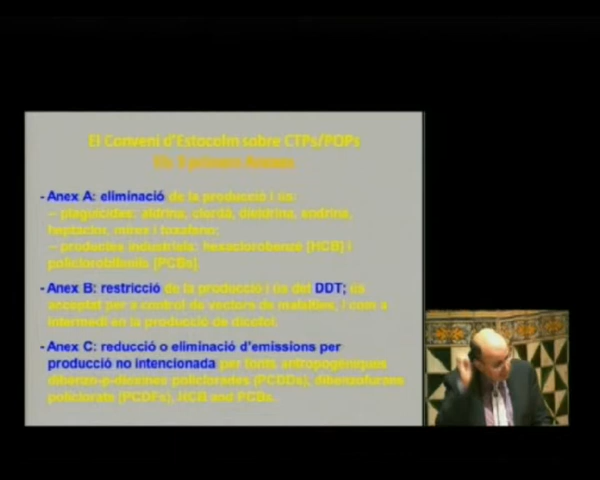 El Conveni d'Estocolm sobre CTPs/POPs
Els 3 primers Annexos
- Anex A: eliminació de la producció i ús:
– plaguicides: aldrina, clordà, dieldrina, endrina,
heptaclor, mirex i toxafeno;
– productes industrials: hexaclorobenzè [HCB] i
policlorobifenils [PCBs].
- Anex B: restricció de la producció i ús del DDT; ús
acceptat per a control de vectors de malalties, i com a
intermedi en la producció de dicofol.
- Anex C: reducció o eliminació d'emissions per
producció no intencionada per fonts antropogèniques
dibenzo-p-dioxines policlorades (PCDDs), dibenzofurans
policlorats (PCDFs), HCB and PCBs.